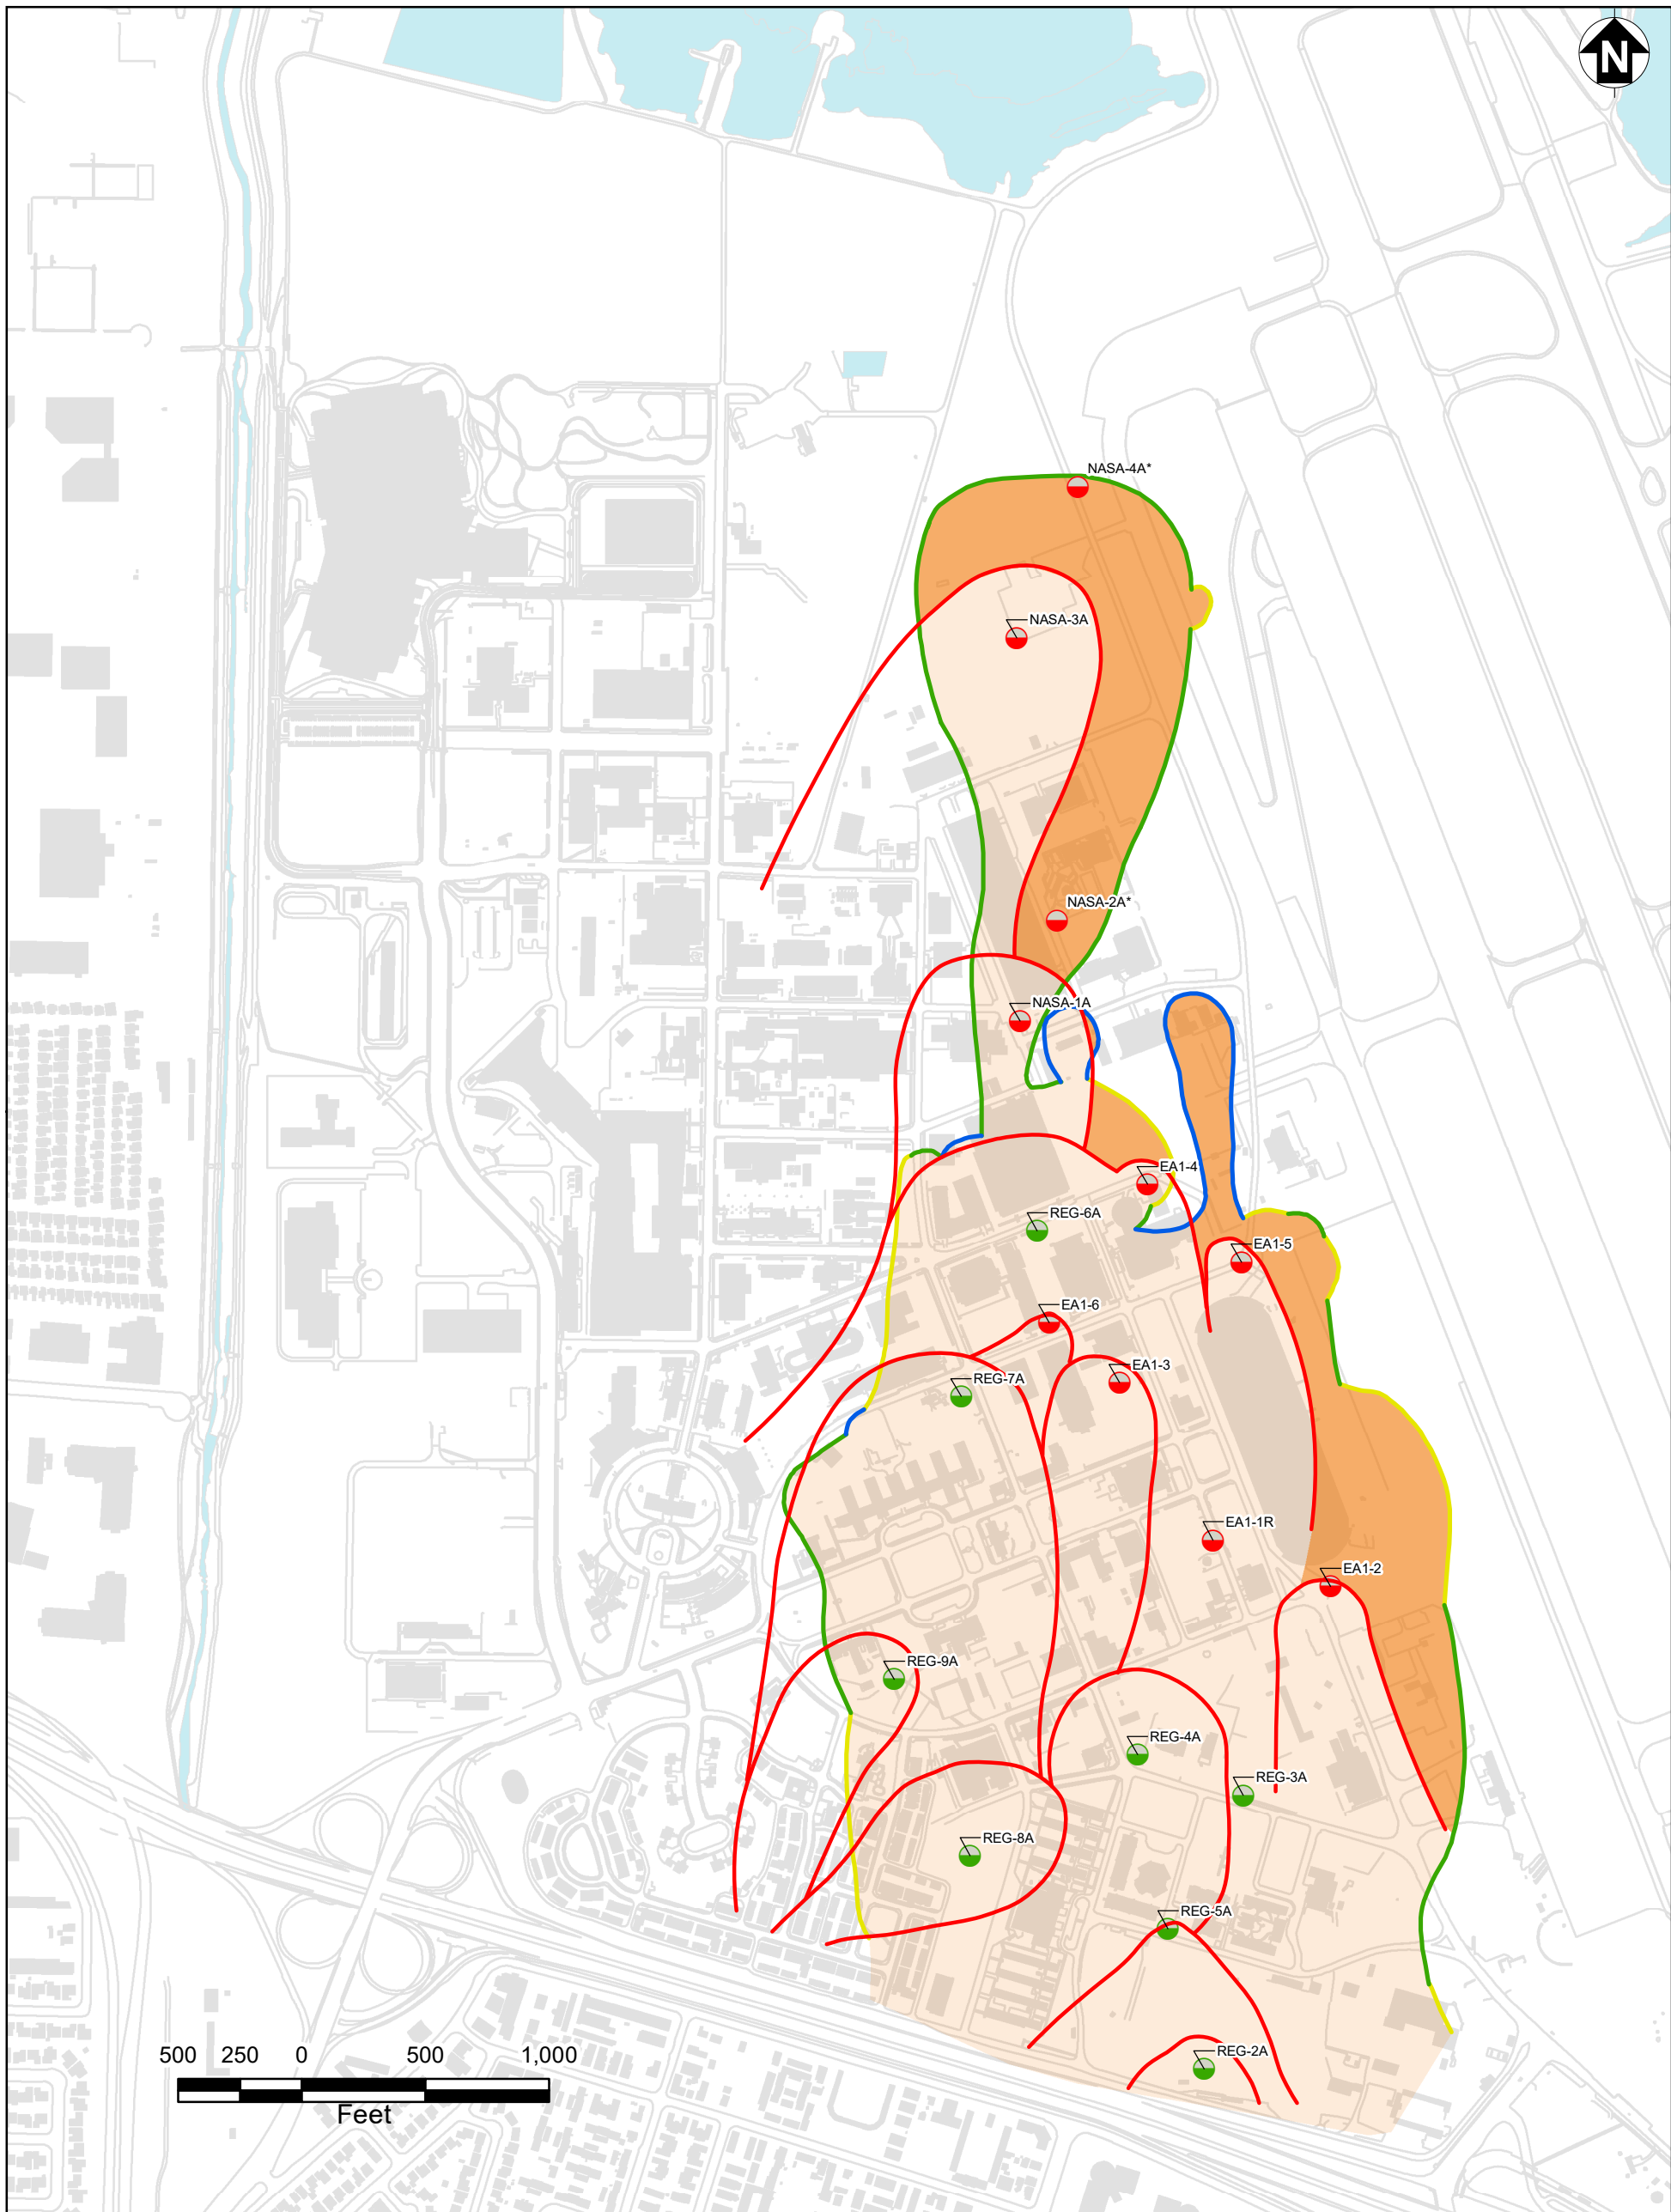 N
NASA-4A*
NASA-3A
NASA-2A*
NASA-1A
EA1-4
REG-6A
EA1-5
EA1-6
EA1-3
REG-7A
EA1-1R
EA1-2
REG-9A
REG-4A
REG-3A
REG-8A
REG-5A
REG-2A
500 250 0 500 1,000
Feet